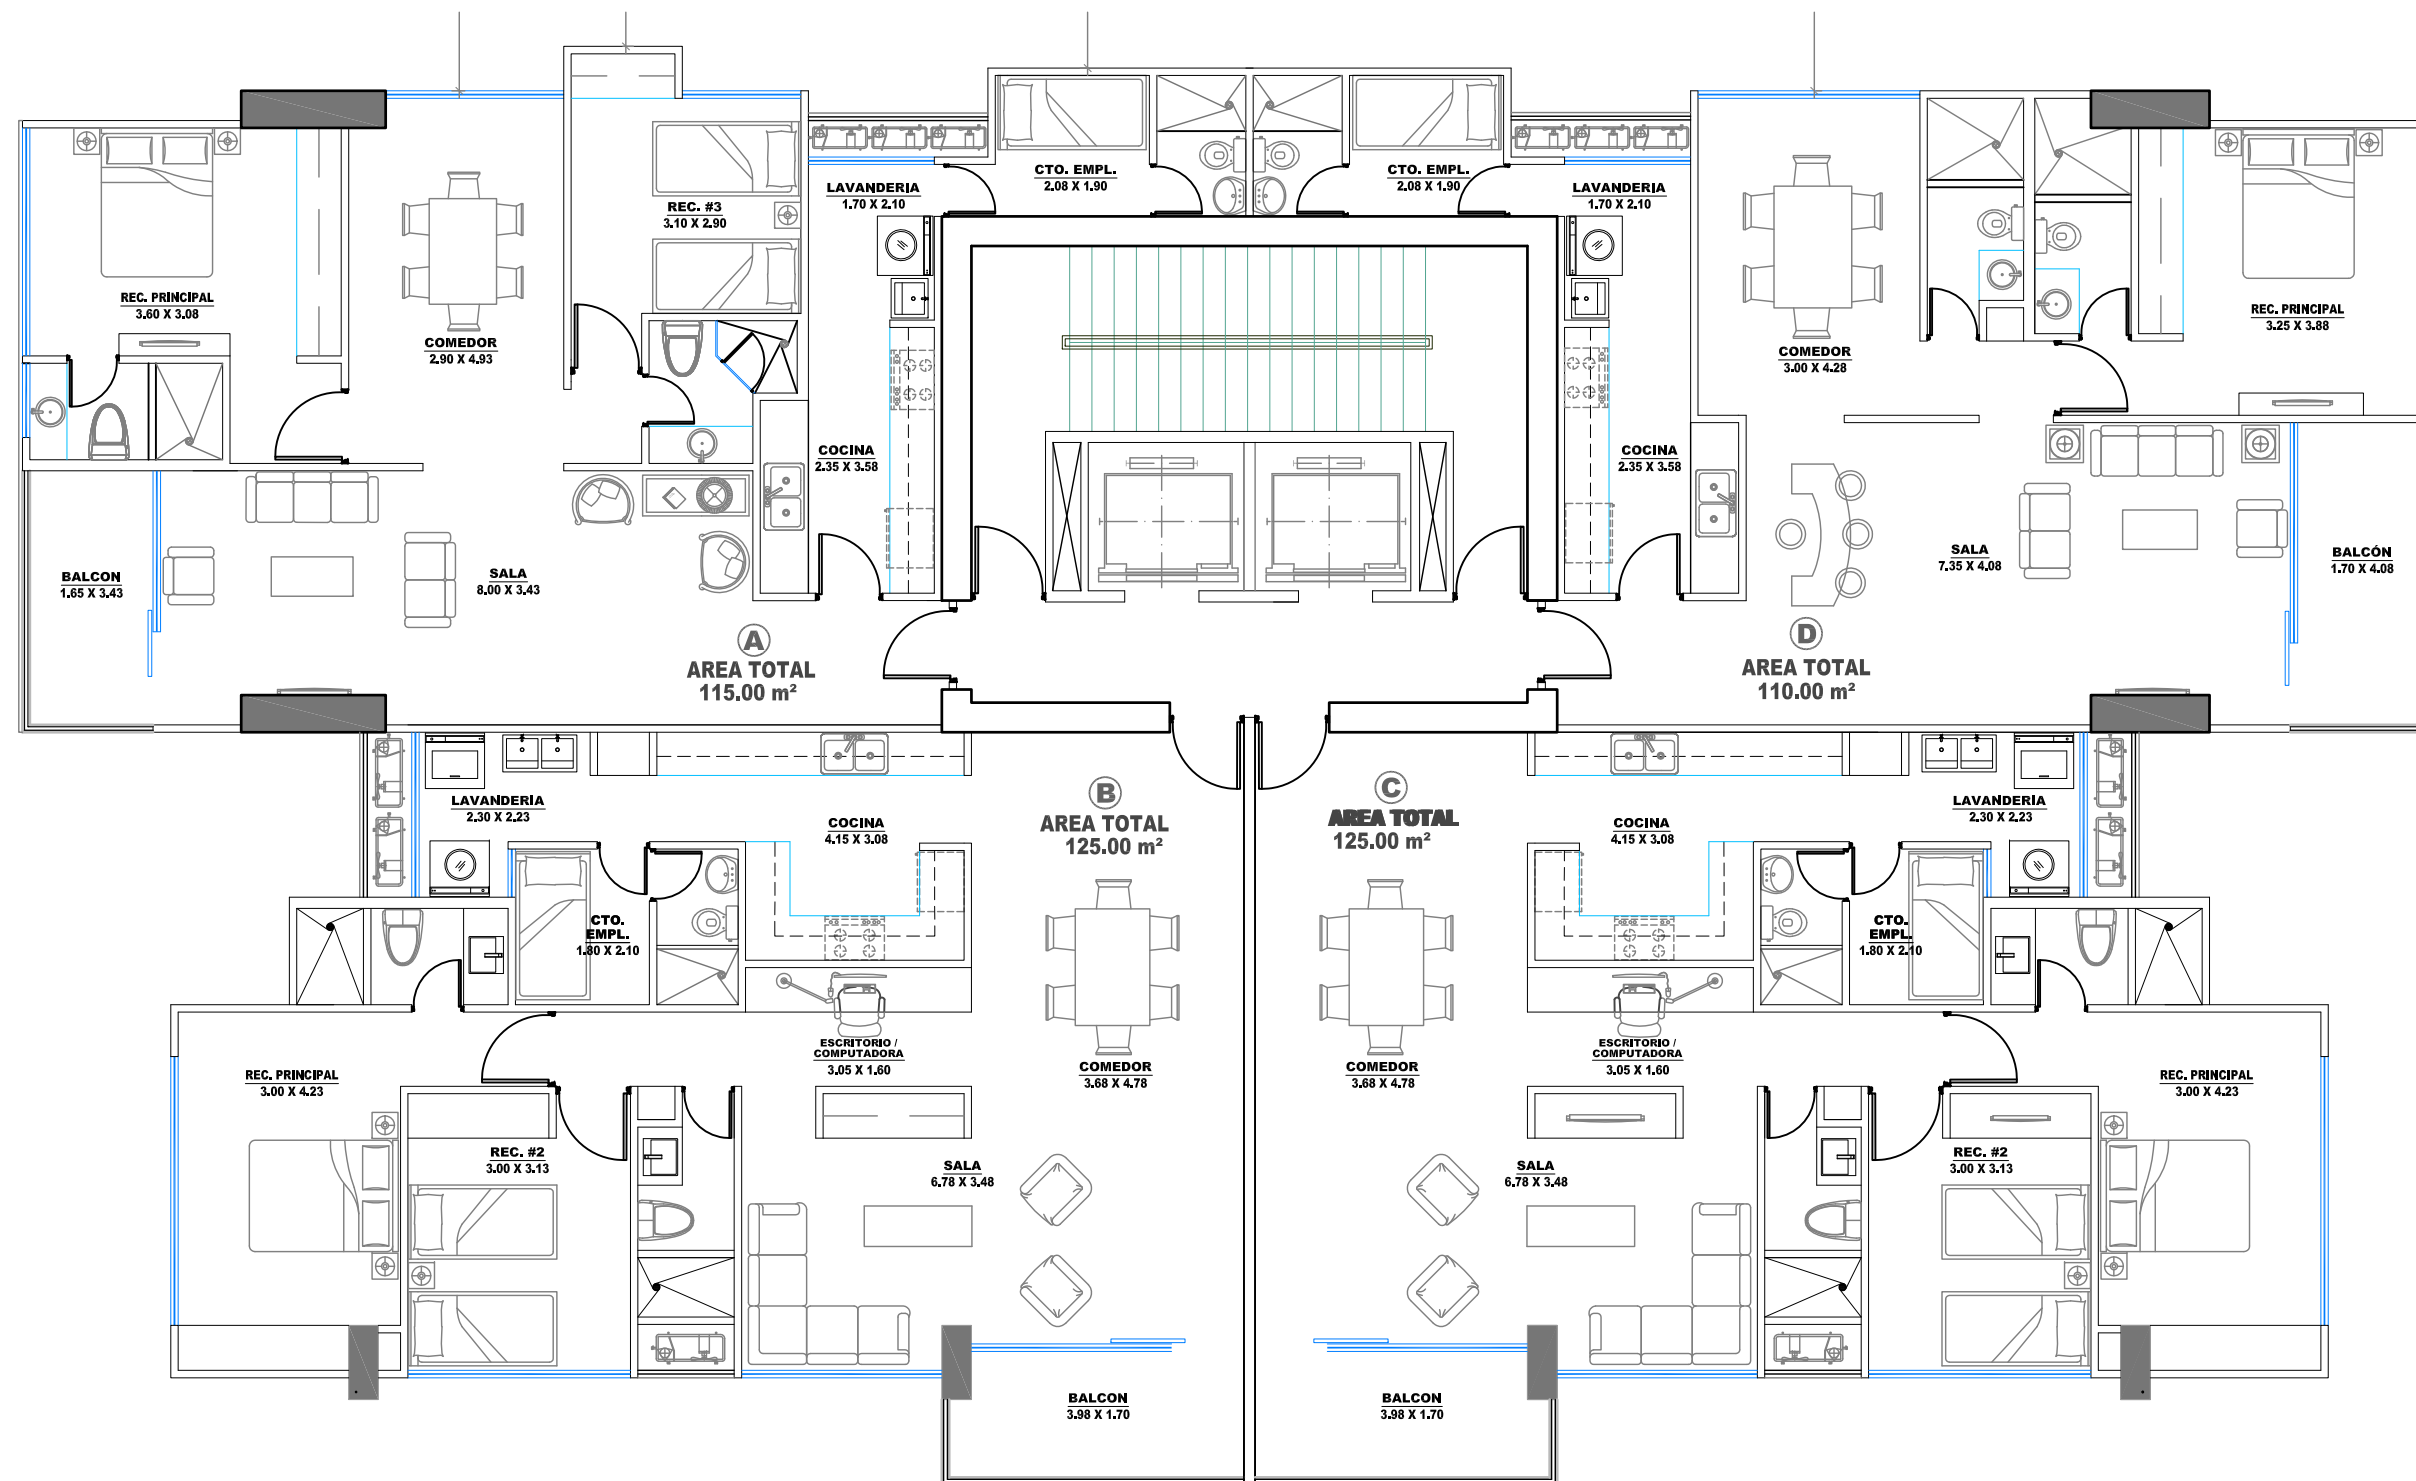 CTO. EMPL.
2.08 X 1.90
CTO. EMPL.
2.08 X 1.90
LAVANDERIA
1.70 X 2.10
LAVANDERIA
1.70 X 2.10
REC. #3
3.10 X 2.90
REC. PRINCIPAL
3.60 X 3.08
COMEDOR
2.90 X 4.93
COMEDOR
3.00 X 4.28
REC. PRINCIPAL
3.25 X 3.88
COCINA
2.35 X 3.58
COCINA
2.35 X 3.58
BALCON
1.65 X 3.43
SALA
8.00 X 3.43
SALA
7.35 X 4.08
BALCÓN
1.70 X 4.08
A
AREA TOTAL
115.00 m²
D
AREA TOTAL
110.00 m²
LAVANDERÍA
2.30 X 2.23
COCINA
4.15 X 3.08
B
AREA TOTAL
125.00 m²
C
AREA TOTAL
125.00 m²
COCINA
4.15 X 3.08
LAVANDERÍA
2.30 X 2.23
CTO.
EMPL.
1.80 X 2.10
CTO.
EMPL.
1.80 X 2.10
ESCRITORIO /
COMPUTADORA
3.05 X 1.60
COMEDOR
3.68 X 4.78
COMEDOR
3.68 X 4.78
ESCRITORIO /
COMPUTADORA
3.05 X 1.60
REC. PRINCIPAL
3.00 X 4.23
REC. PRINCIPAL
3.00 X 4.23
REC. #2
3.00 X 3.13
SALA
6.78 X 3.48
SALA
6.78 X 3.48
REC. #2
3.00 X 3.13
BALCON
3.98 X 1.70
BALCON
3.98 X 1.70